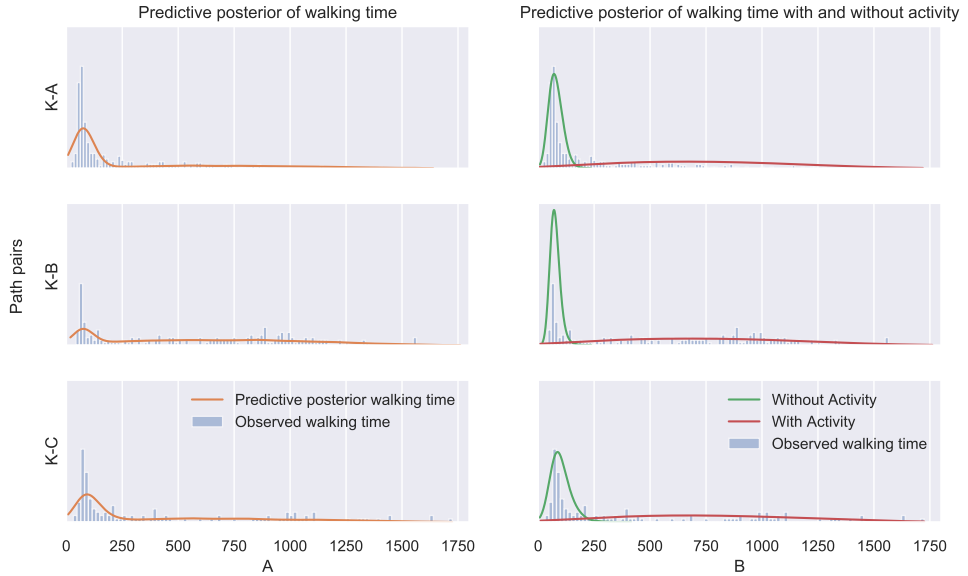 Predictive posterior of walking time
Predictive posterior of walking time with and without activity
Path pairs
K-A
K-B
K-C
Predictive posterior walking time
Observed walking time
Without Activity
With Activity
Observed walking time
0 250 500 750 1000 1250 1500 1750
A
0 250 500 750 1000 1250 1500 1750
B